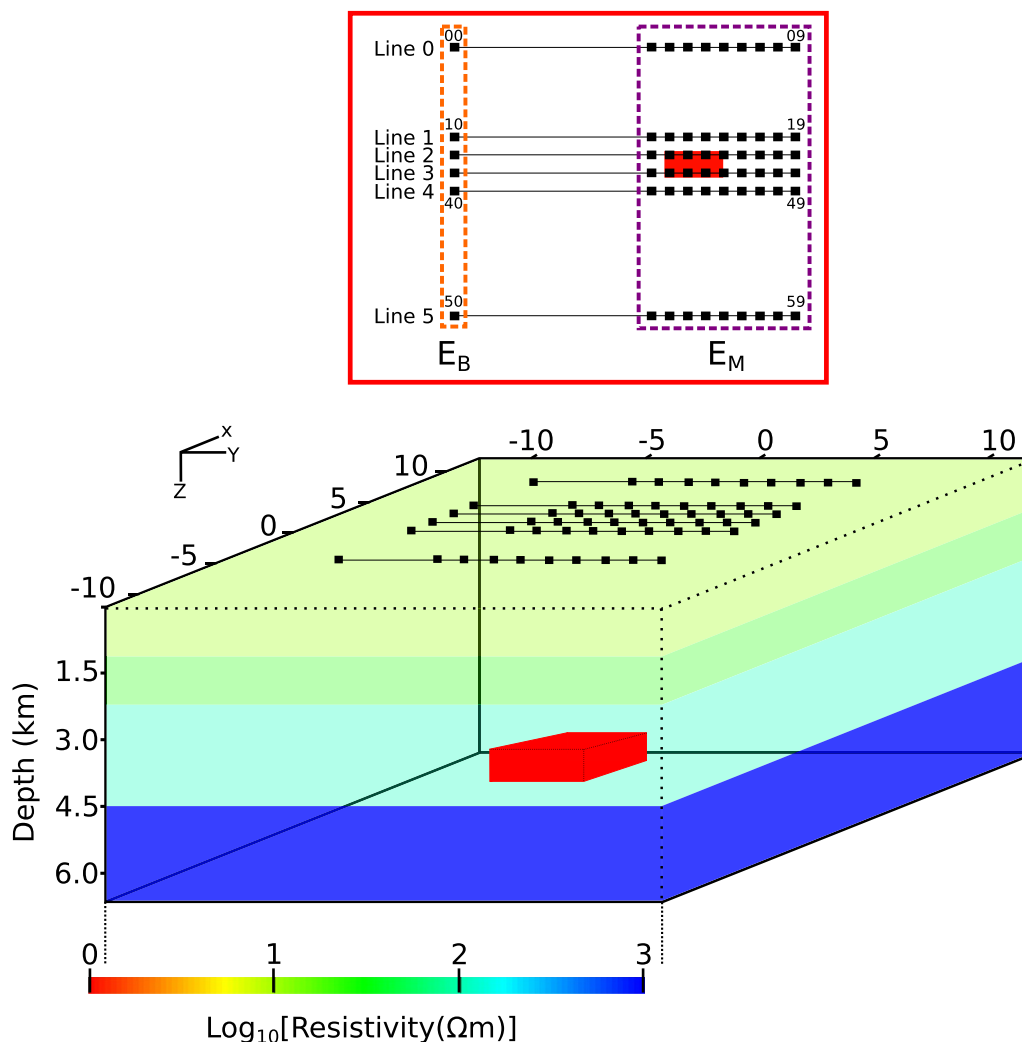 00 09
Line 0
10 19
Line 1
Line 2
Line 3
Line 4
40 49
50 59
Line 5
E_B E_M
x
Y
Z
-10 -5 0 5 10
10
5
0
-5
-10
1.5
3.0
4.5
6.0
Depth (km)
0 1 2 3
Log₁₀[Resistivity(Ωm)]